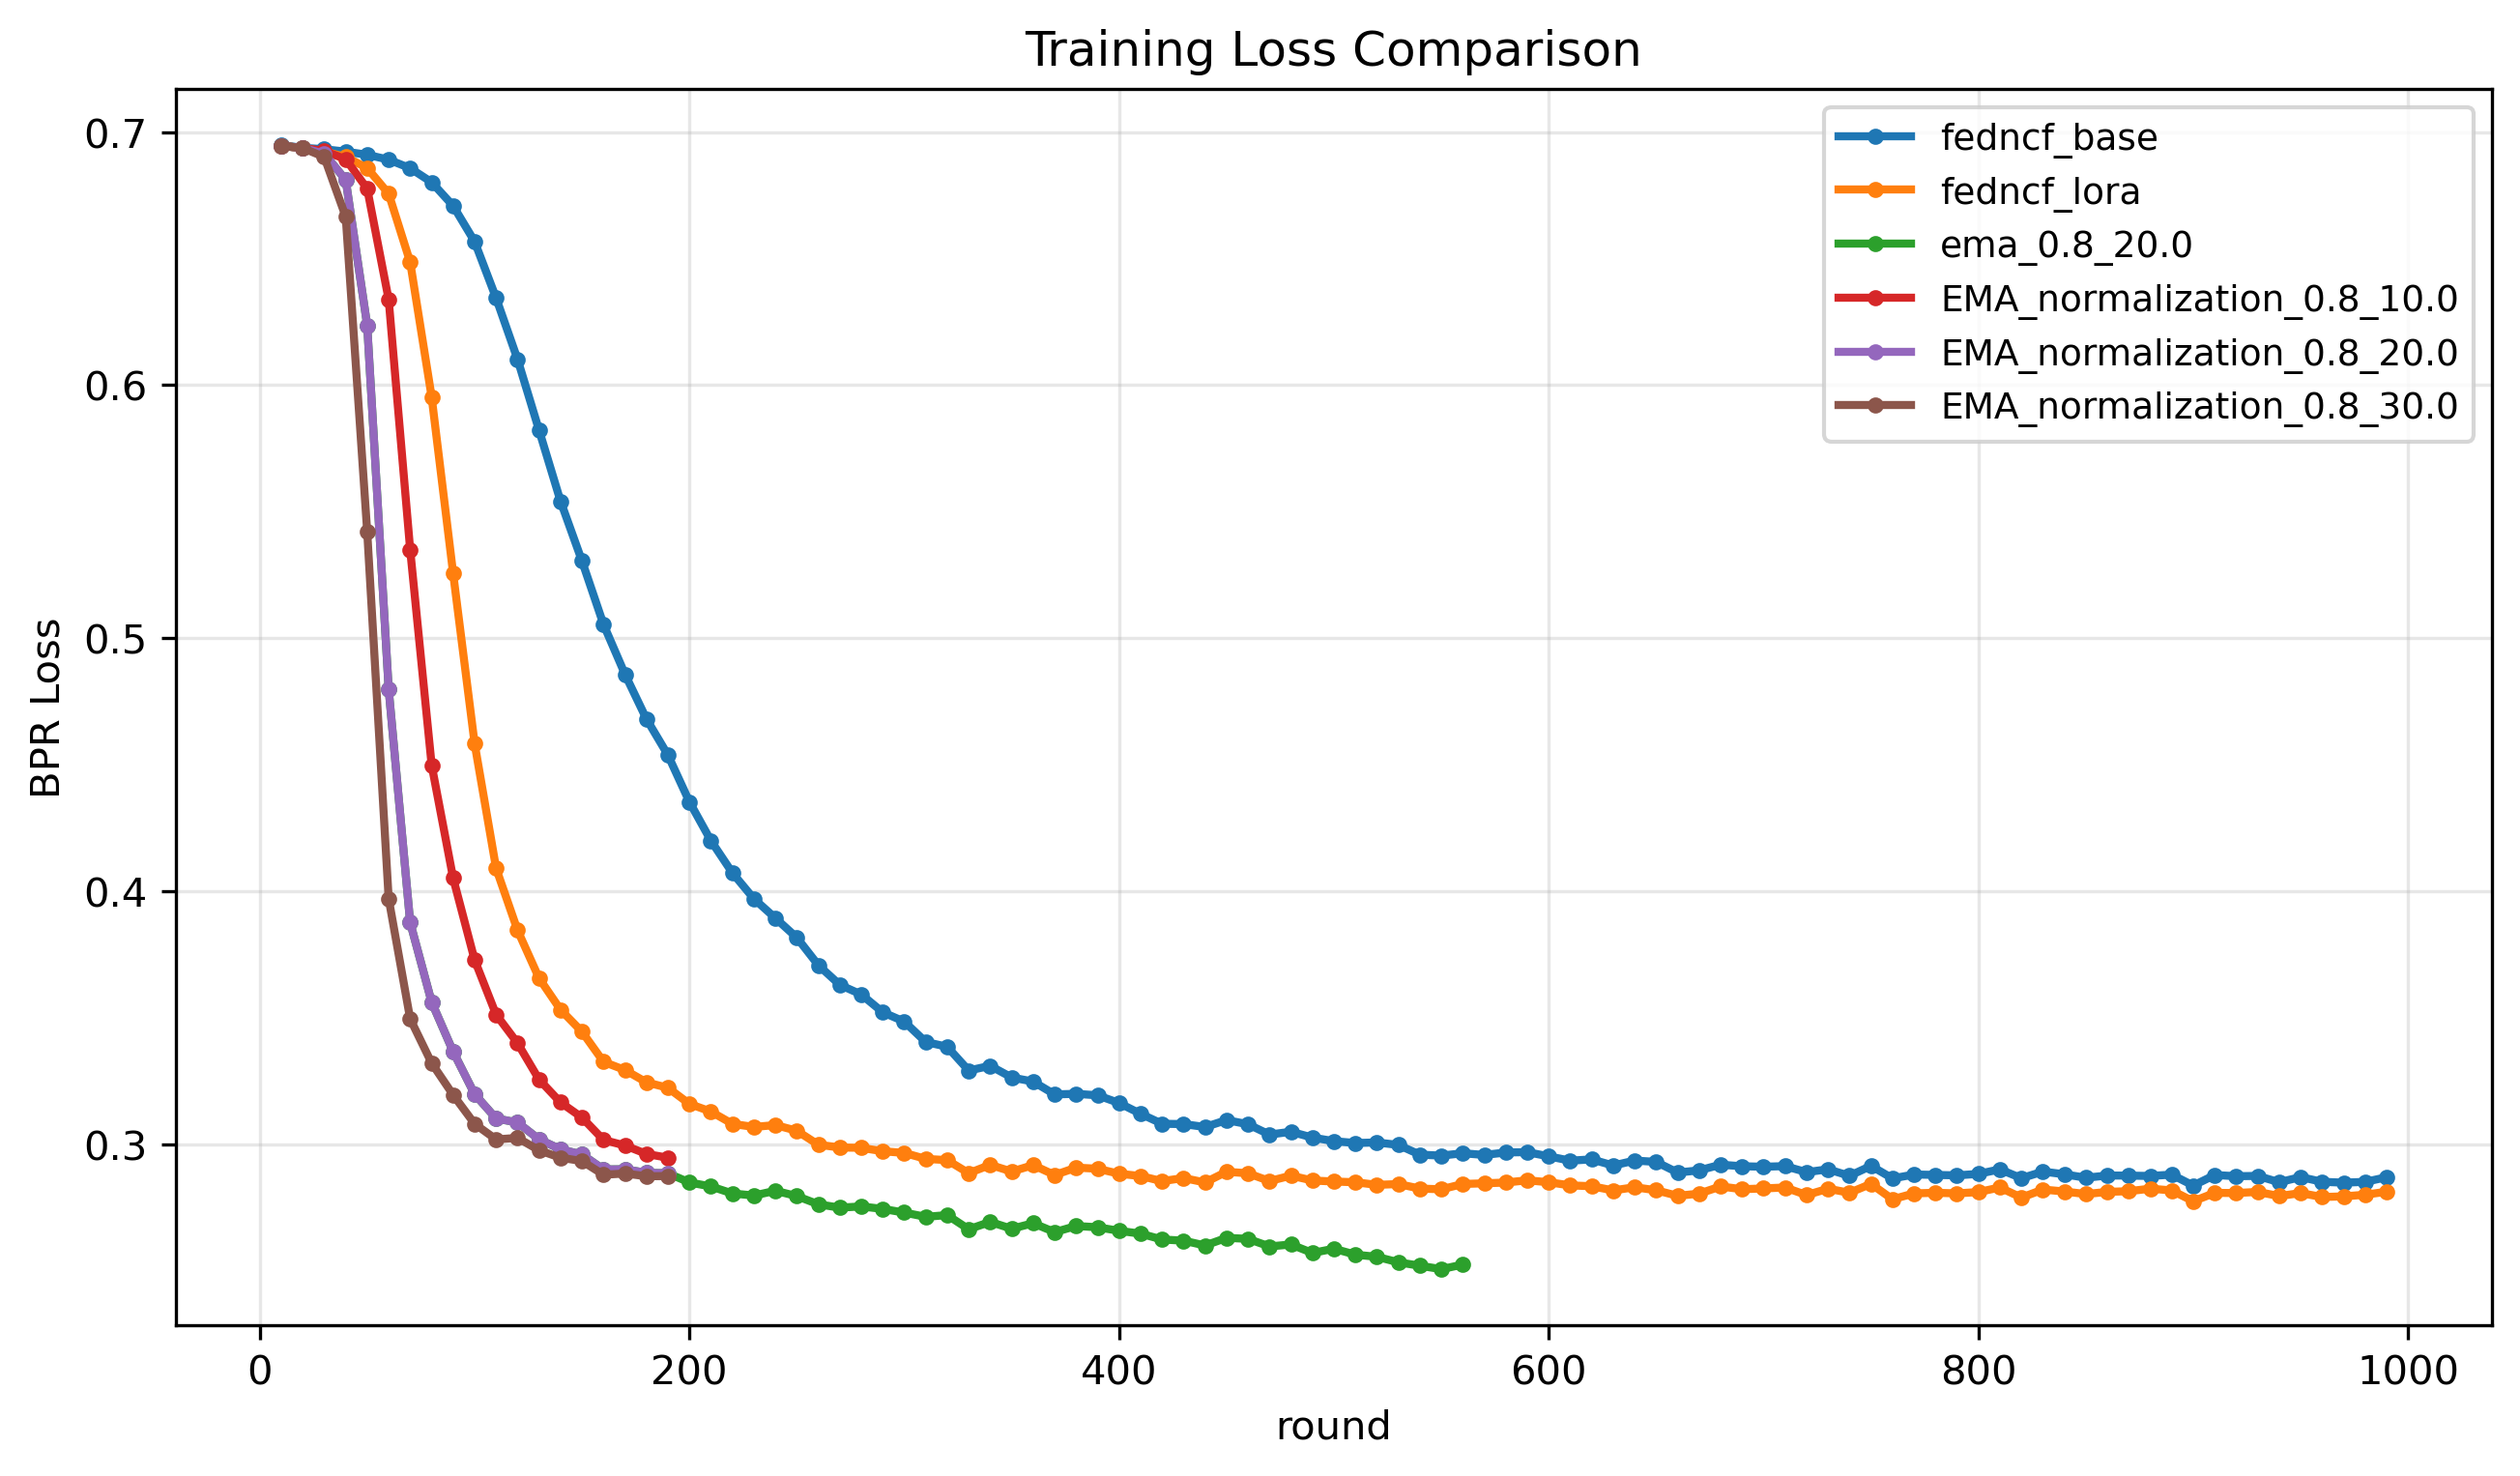 Training Loss Comparison
0.7
0.6
0.5
0.4
0.3
BPR Loss
fedncf_base
fedncf_lora
ema_0.8_20.0
EMA_normalization_0.8_10.0
EMA_normalization_0.8_20.0
EMA_normalization_0.8_30.0
0 200 400 600 800 1000
round